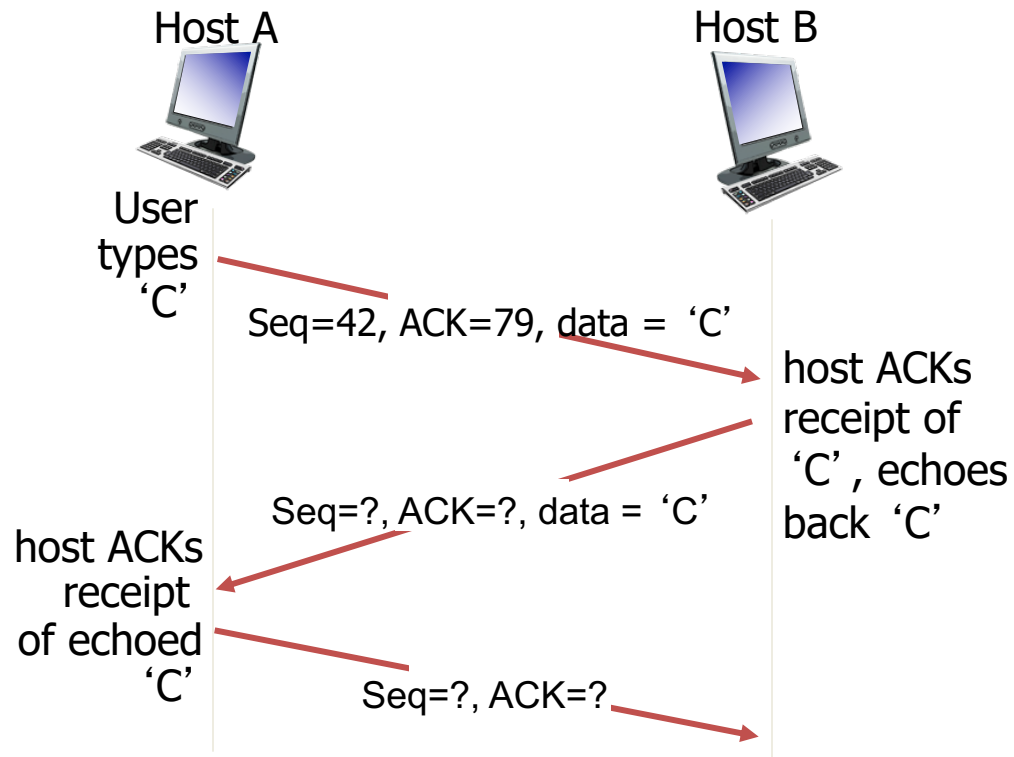 Host A
Host B
User
types
‘C’
Seq=42, ACK=79, data = ‘C’
host ACKs
receipt of
‘C’, echoes
back ‘C’
Seq=?, ACK=?, data = ‘C’
host ACKs
receipt
of echoed
‘C’
Seq=?, ACK=?